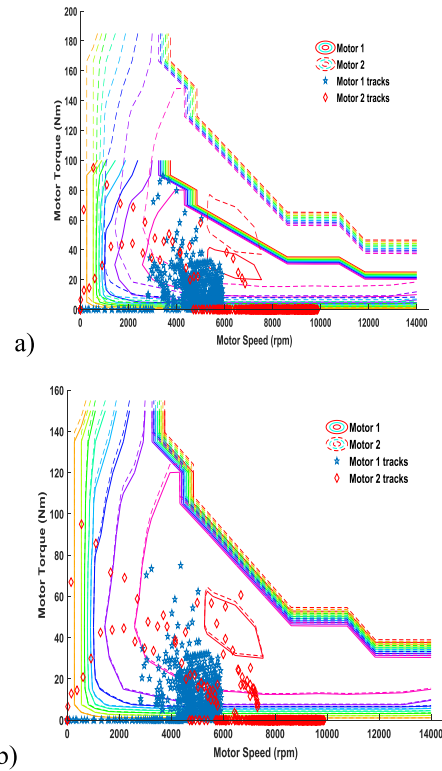 200
180
160
140
120
100
80
60
40
20
0
Motor Torque (Nm)
Motor 1
Motor 2
Motor 1 tracks
Motor 2 tracks
0 2000 4000 6000 8000 10000 12000 14000
Motor Speed (rpm)
a)
160
140
120
100
80
60
40
20
0
Motor Torque (Nm)
Motor 1
Motor 2
Motor 1 tracks
Motor 2 tracks
0 2000 4000 6000 8000 10000 12000 14000
Motor Speed (rpm)
b)